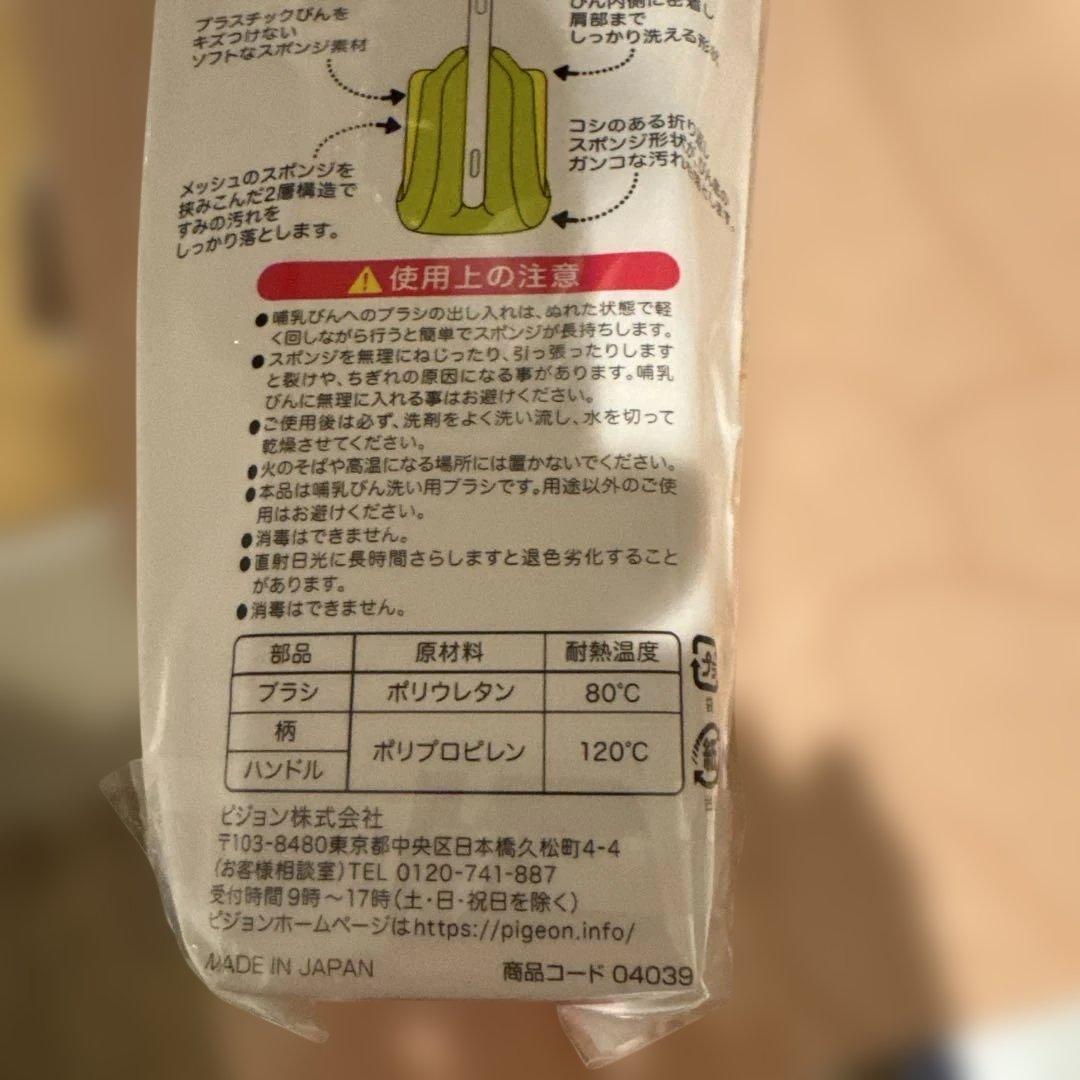 プラスチックびんを
キズつけない
ソフトなスポンジ素材
びん内側に密着し
肩部まで
しっかり洗える形状
メッシュのスポンジを
挟みこんだ2層構造で
すみの汚れを
しっかり落とします。
コシのある折り
スポンジ形状が
ガンコな汚れ
⚠使用上の注意
●哺乳びんへのブラシの出し入れは、ぬれた状態で軽
く回しながら行うと簡単でスポンジが長持ちします。
●スポンジを無理にねじったり、引っ張ったりします
と裂けや、ちぎれの原因になる事があります。哺乳
びんに無理に入れる事はお避けください。
●ご使用後は必ず、洗剤をよく洗い流し、水を切って
乾燥させてください。
●火のそばや高温になる場所には置かないでください。
●本品は哺乳びん洗い用ブラシです。用途以外のご使
用はお避けください。
●消毒はできません。
●直射日光に長時間さらしますと退色劣化すること
があります。
●消毒はできません。
部品 原材料 耐熱温度
ブラシ ポリウレタン 80℃
柄
ハンドル ポリプロピレン 120℃
プラ
紙
ピジョン株式会社
〒103-8480東京都中央区日本橋久松町4-4
(お客様相談室)TEL 0120-741-887
受付時間9時〜17時(土・日・祝日を除く)
ピジョンホームページはhttps://pigeon.info/
MADE IN JAPAN 商品コード 04039